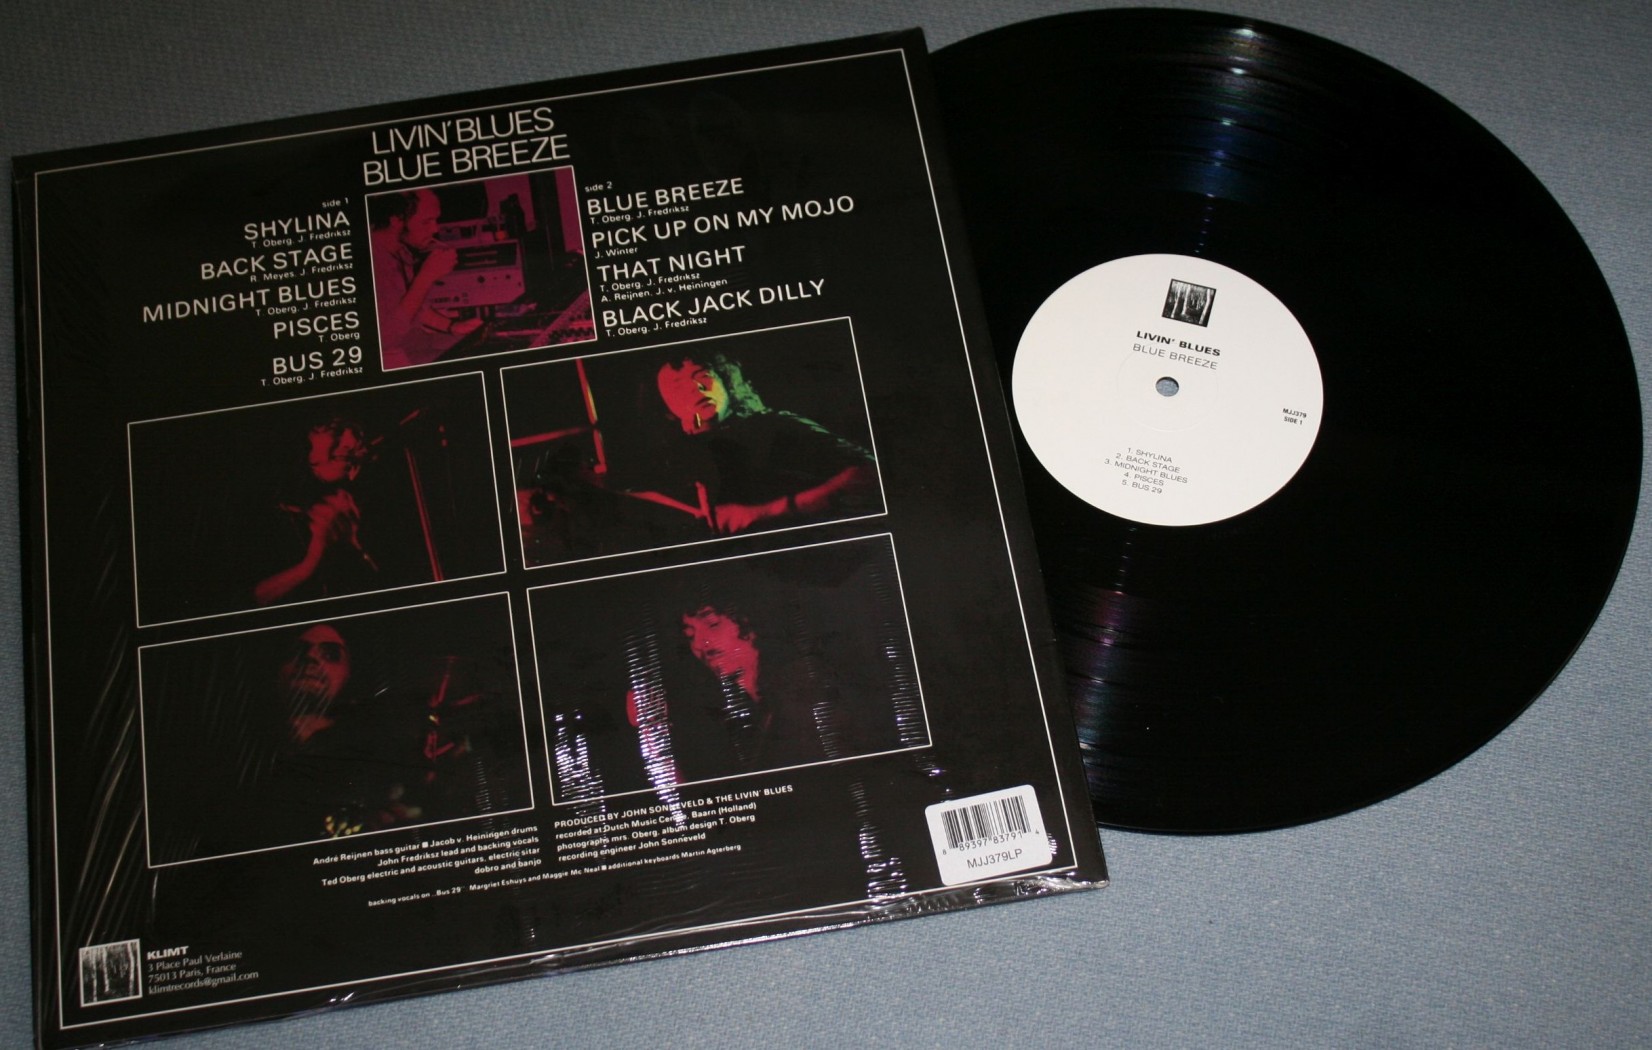 LIVIN' BLUES
BLUE BREEZE
side 1
SHYLINA
T. Oberg. J. Fredriksz
BACK STAGE
R. Meyes. J. Fredriksz
MIDNIGHT BLUES
T. Oberg. J. Fredriksz
PISCES
T. Oberg
BUS 29
T. Oberg. J. Fredriksz
side 2
BLUE BREEZE
T. Oberg. J. Fredriksz
PICK UP ON MY MOJO
J. Winter
THAT NIGHT
T. Oberg. J. Fredriksz
A. Reijnen. J. v. Heiningen
BLACK JACK DILLY
T. Oberg. J. Fredriksz
André Reijnen bass guitar ■ Jacob v. Heiningen drums
John Fredriksz lead and backing vocals
Ted Oberg electric and acoustic guitars, electric sitar
dobro and banjo
PRODUCED BY JOHN SONNEVELD & THE LIVIN' BLUES
recorded at Dutch Music Centre, Baarn (Holland)
photographs mrs. Oberg. album design T. Oberg
recording engineer John Sonneveld
backing vocals on „Bus 29" Margriet Eshuys and Maggie Mc Neal ■ additional keyboards Martin Agterberg
8 89397 83791 4
MJJ379LP
KLIMT
3 Place Paul Verlaine
75013 Paris, France
klimtrecords@gmail.com
LIVIN' BLUES
BLUE BREEZE
MJJ379
SIDE 1
1. SHYLINA
2. BACK STAGE
3. MIDNIGHT BLUES
4. PISCES
5. BUS 29